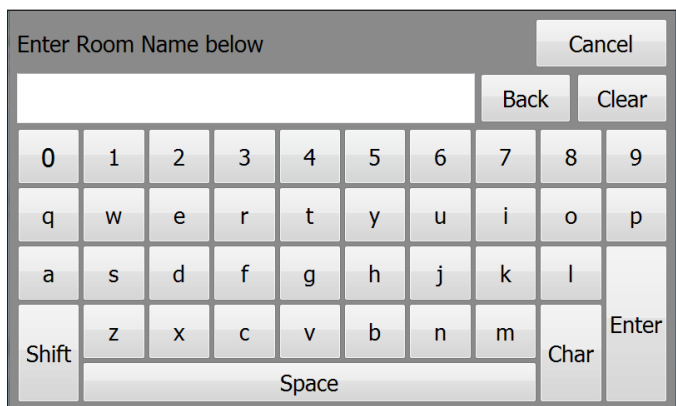 Enter Room Name below Cancel
Back Clear
0 1 2 3 4 5 6 7 8 9
q w e r t y u i o p
a s d f g h j k l
Shift z x c v b n m Char Enter
Space